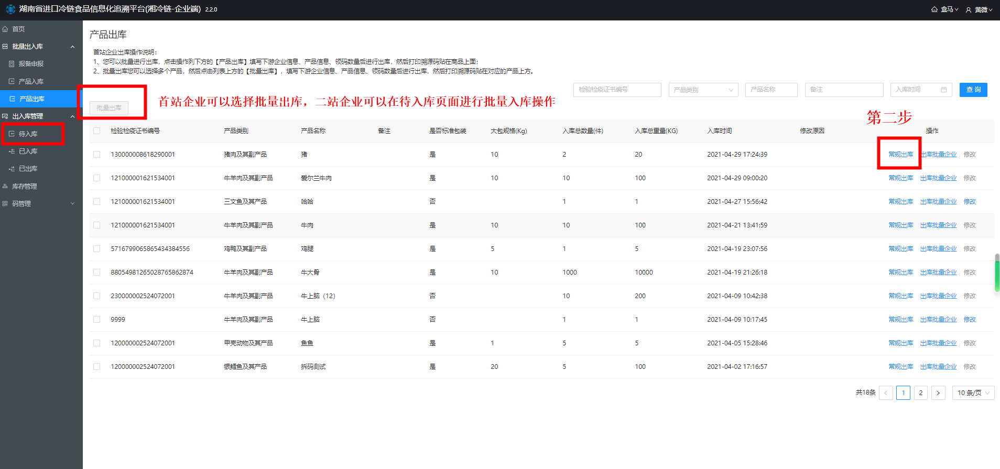 湖南省进口冷链食品信息化追溯平台(湘冷链-企业端) 2.2.0
盒马 黄微
首页
批量出入库
报备申报
产品入库
产品出库
出入库管理
待入库
已入库
已出库
库存管理
码管理
产品出库
首站企业出库操作说明：
1、您可以批量进行出库，点击操作列下方的【产品出库】填写下游企业信息、产品信息、领码数量后进行出库，然后打印溯源码贴在商品上面；
2、批量出库您可以选择多个产品，然后点击列表上方的【批量出库】，填写下游企业信息、产品信息、领码数量后进行出库，然后打印溯源码贴在对应的产品上方。
检验检疫证书编号 产品类别 产品名称 备注 入库时间 查 询
批量出库
首站企业可以选择批量出库，二站企业可以在待入库页面进行批量入库操作
第二步
检验检疫证书编号 产品类别 产品名称 备注 是否标准包装 大包规格(Kg) 入库总数量(件) 入库总重量(KG) 入库时间 修改原因 操作
130000008618290001 猪肉及其副产品 猪 是 10 2 20 2021-04-29 17:24:39 常规出库 出库批量企业 修改
121000001621534001 牛羊肉及其副产品 爱尔兰牛肉 是 10 10 100 2021-04-29 09:00:20 常规出库 出库批量企业 修改
121000001621534001 三文鱼及其产品 哈哈 否 1 1 2021-04-27 15:56:42 常规出库 出库批量企业 修改
121000001621534001 牛羊肉及其副产品 牛肉 是 10 10 100 2021-04-21 13:41:59 常规出库 出库批量企业 修改
5716799065865434384556 鸡鸭及其副产品 鸡腿 是 5 1 5 2021-04-19 23:07:56 常规出库 出库批量企业 修改
88054981265028765862874 牛羊肉及其副产品 牛大骨 是 10 1000 10000 2021-04-19 21:26:18 常规出库 出库批量企业 修改
230000002524072001 牛羊肉及其副产品 牛上脑（12） 否 10 200 2021-04-09 10:42:38 常规出库 出库批量企业 修改
9999 牛羊肉及其副产品 牛上脑 否 1 1 2021-04-09 10:17:45 常规出库 出库批量企业 修改
120000002524072001 甲壳动物及其产品 鱼鱼 是 1 5 5 2021-04-05 15:28:46 常规出库 出库批量企业 修改
120000002524072001 银鳕鱼及其产品 拆码测试 是 20 5 100 2021-04-02 17:16:57 常规出库 出库批量企业 修改
共18条 < 1 2 > 10 条/页